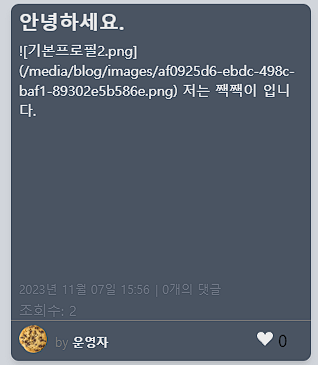 안녕하세요.
![기본프로필2.png]
(/media/blog/images/af0925d6-ebdc-498c-
baf1-89302e5b586e.png) 저는 짹짹이 입니
다.
2023년 11월 07일 15:56 | 0개의 댓글
조회수: 2
by 운영자
0